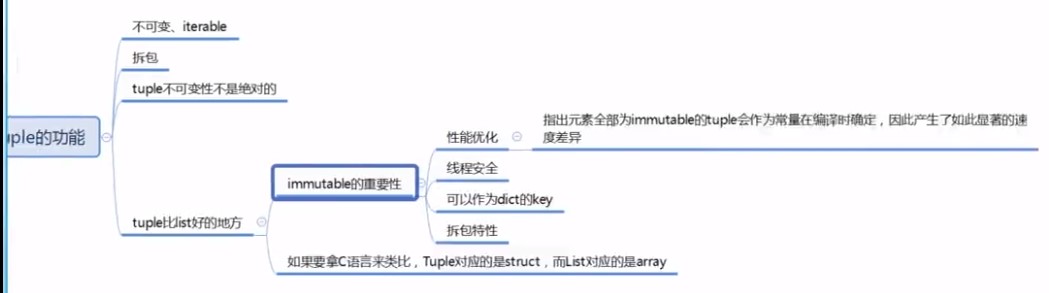 不可变、iterable
拆包
tuple不可变性不是绝对的
uple的功能
性能优化
指出元素全部为immutable的tuple会作为常量在编译时确定，因此产生了如此显著的速
度差异
线程安全
immutable的重要性
可以作为dict的key
tuple比list好的地方
拆包特性
如果要拿C语言来类比，Tuple对应的是struct，而List对应的是array